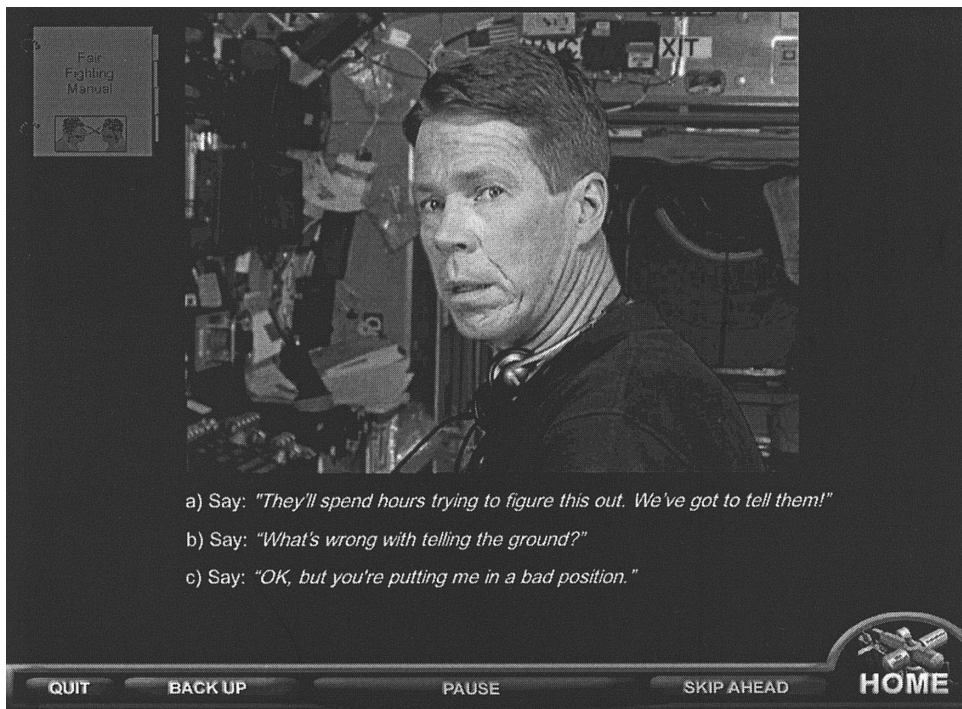 Fair
Fighting
Manual
XIT
a) Say: "They'll spend hours trying to figure this out. We've got to tell them!"
b) Say: "What's wrong with telling the ground?"
c) Say: "OK, but you're putting me in a bad position."
QUIT BACK UP PAUSE SKIP AHEAD HOME